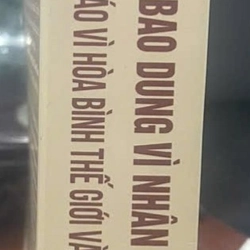 BAO DUNG VÌ NHÂN
ÁO VÌ HÒA BÌNH THẾ GIỚI VÀ